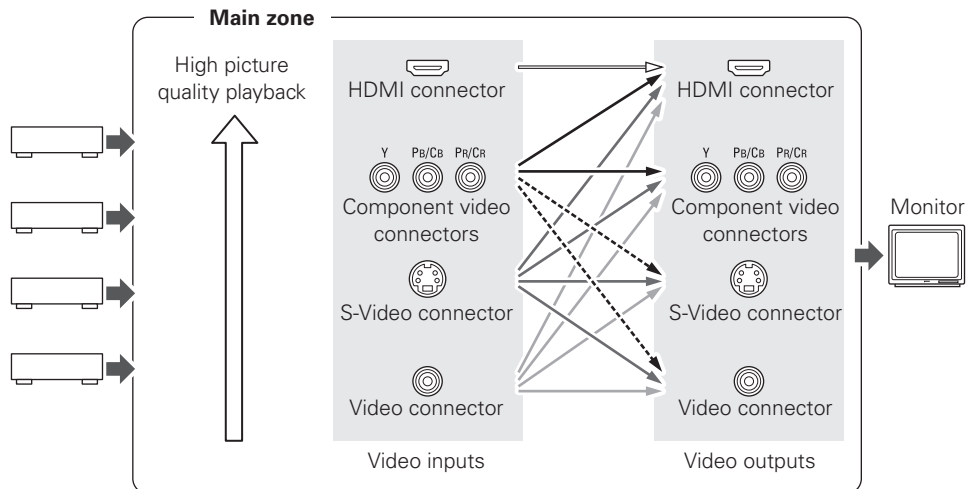 Main zone
High picture
quality playback
HDMI connector
HDMI connector
Y PB/CB PR/CR
Y PB/CB PR/CR
Component video
connectors
Component video
connectors
Monitor
S-Video connector
S-Video connector
Video connector
Video connector
Video inputs
Video outputs